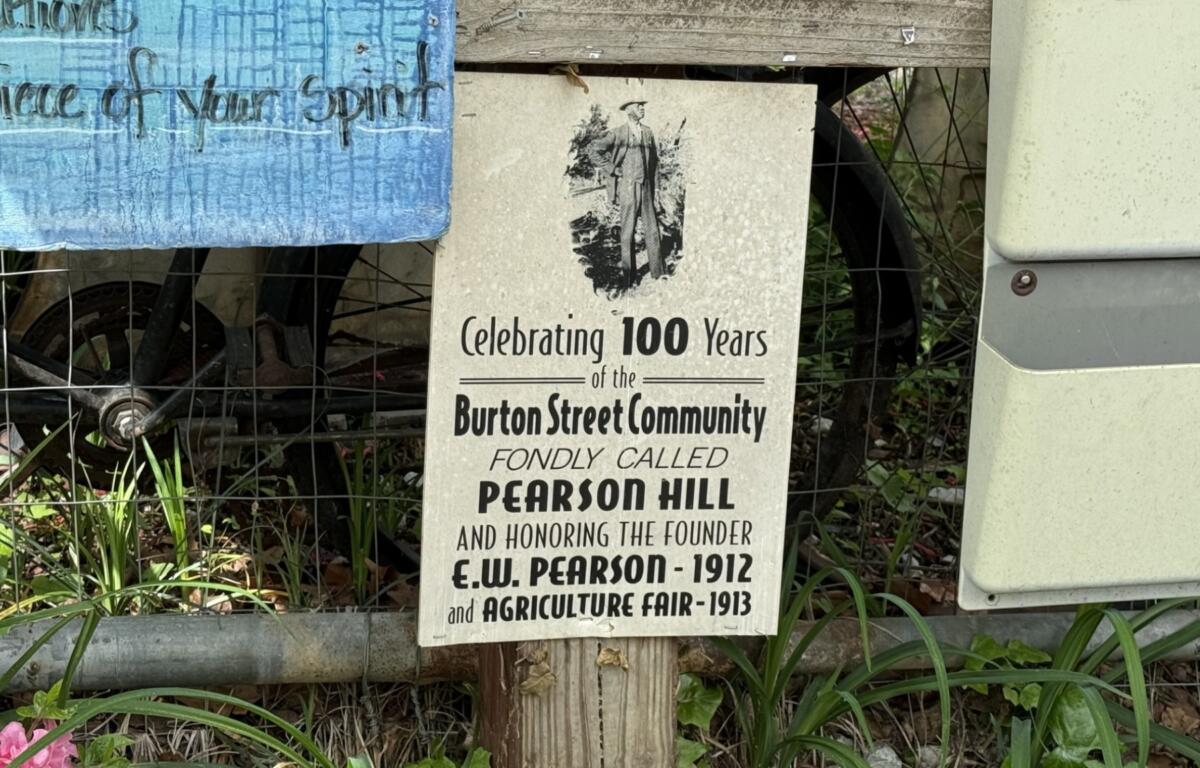 piece of your Spirit
Celebrating 100 Years
of the
Burton Street Community
FONDLY CALLED
PEARSON HILL
AND HONORING THE FOUNDER
E.W. PEARSON - 1912
and AGRICULTURE FAIR - 1913